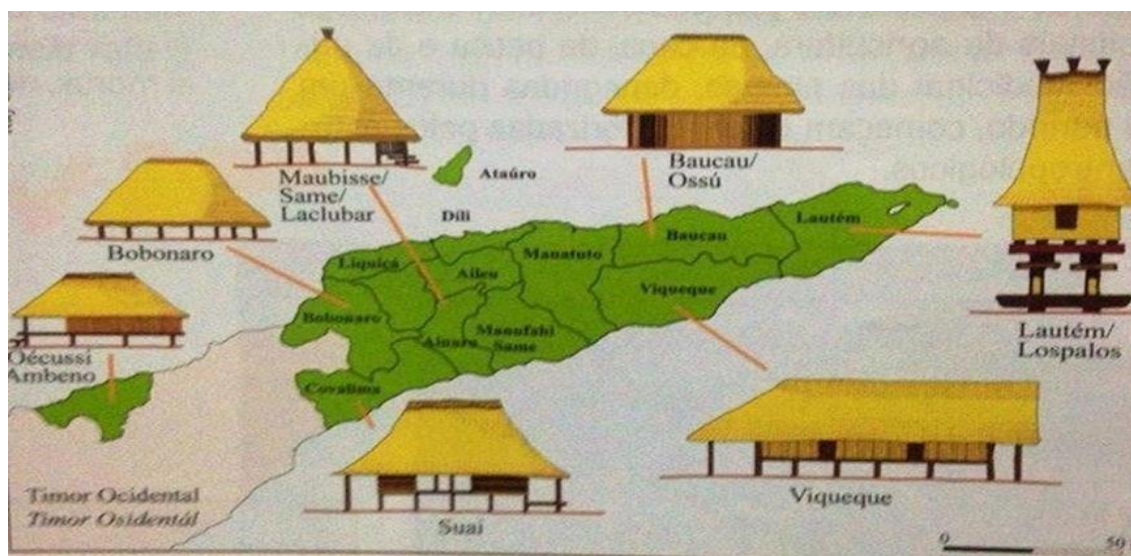 Maubisse/
Same/
Laclubar
Ataúro
Baucau/
Ossú
Bobonaro
Díli
Lautém
Baucau
Manatuto
Liquiçá
Aileu
Viqueque
Bobonaro
Ainaro
Manufahi
Same
Covalima
Oécussi
Ambeno
Lautém/
Lospalos
Timor Ocidental
Timor Osidentál
Suai
Viqueque
0 50